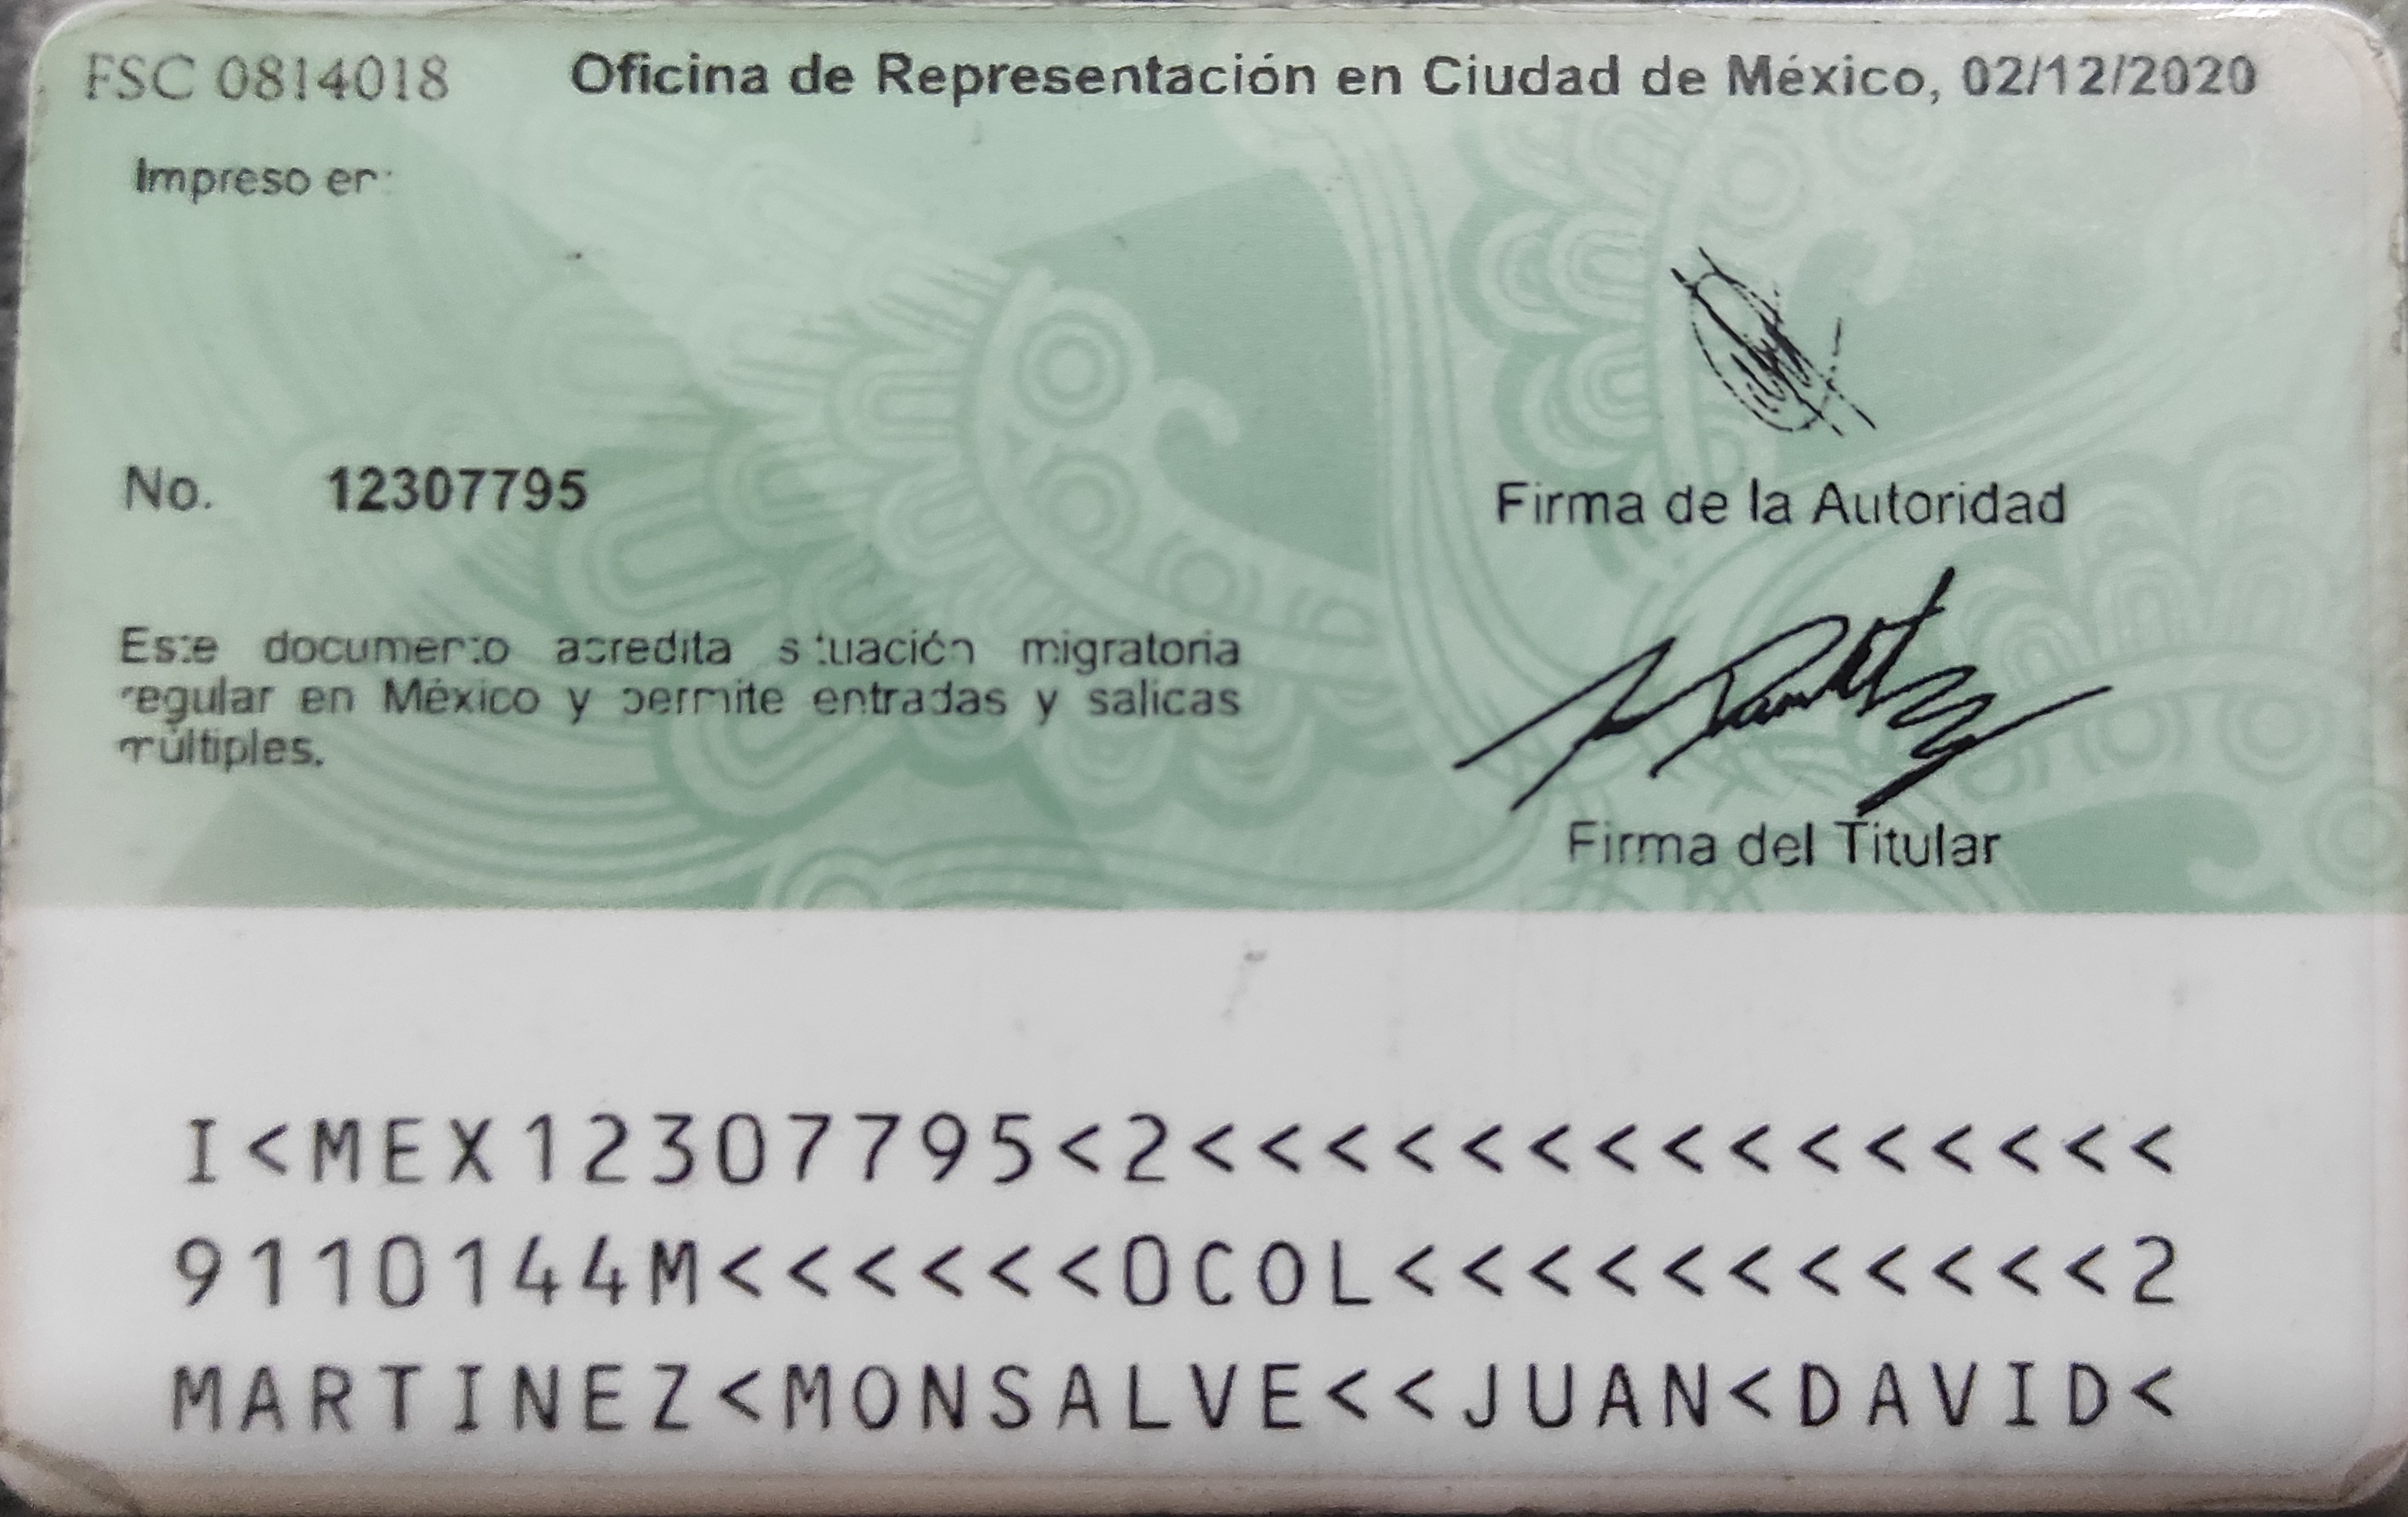 FSC 0814018 Oficina de Representación en Ciudad de México, 02/12/2020
Impreso en:
No. 12307795
Firma de la Autoridad
Este documento acredita situación migratoria
regular en México y permite entradas y salidas
múltiples.
Firma del Titular
I<MEX12307795<2<<<<<<<<<<<<<<<
9110144M<<<<<<0COL<<<<<<<<<<<2
MARTINEZ<MONSALVE<<JUAN<DAVID<